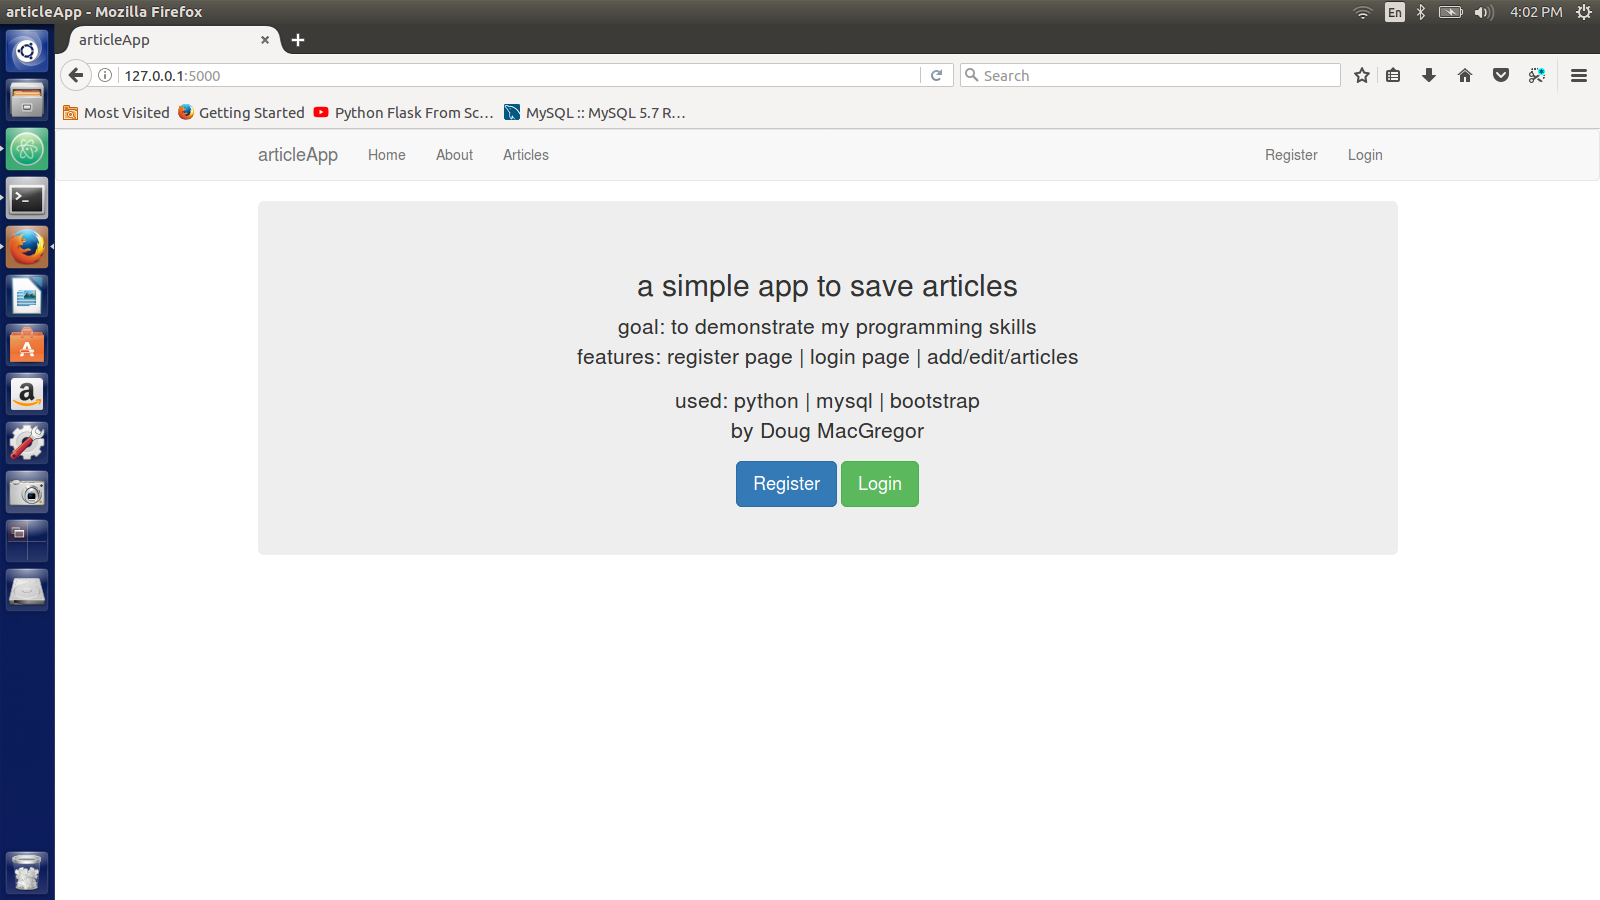 articleApp - Mozilla Firefox
En
4:02 PM
articleApp
127.0.0.1:5000
Search
Most Visited
Getting Started
Python Flask From Sc...
MySQL :: MySQL 5.7 R...
articleApp
Home
About
Articles
Register
Login
a simple app to save articles
goal: to demonstrate my programming skills
features: register page | login page | add/edit/articles
used: python | mysql | bootstrap
by Doug MacGregor
Register
Login